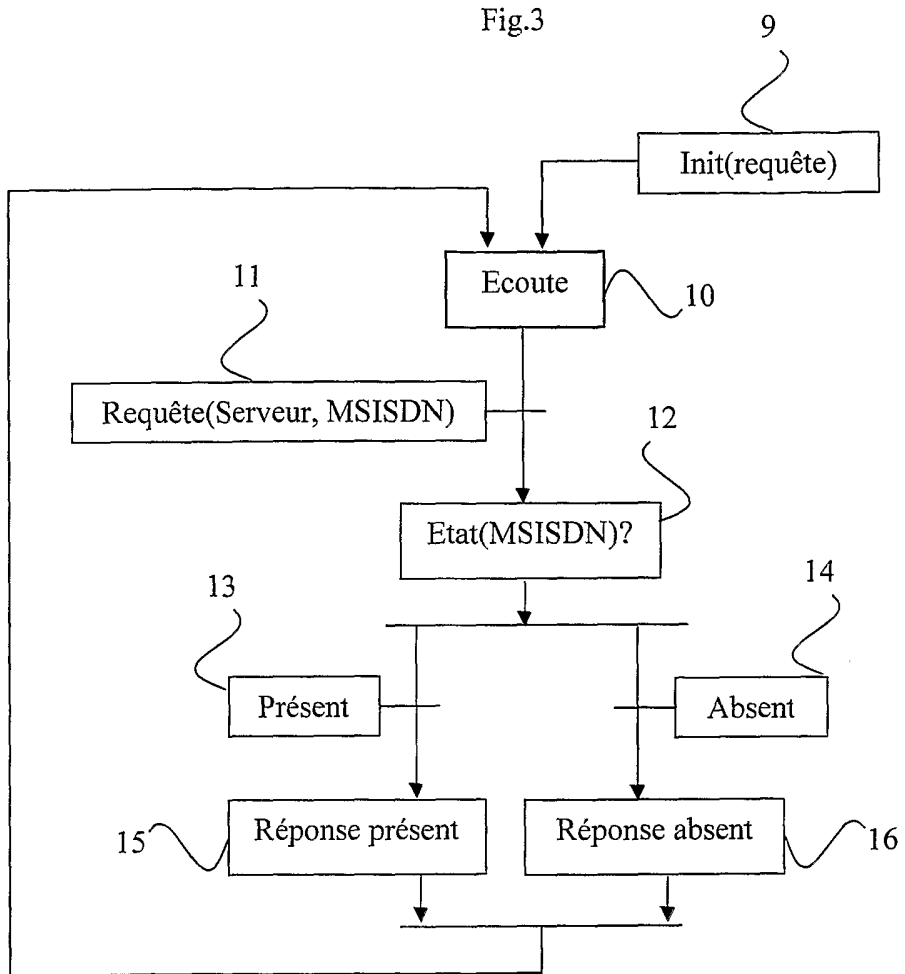 Fig.3
9
Init(requête)
Ecoute
10
11
Requête(Serveur, MSISDN)
12
Etat(MSISDN)?
13
14
Présent
Absent
15
Réponse présent
Réponse absent
16